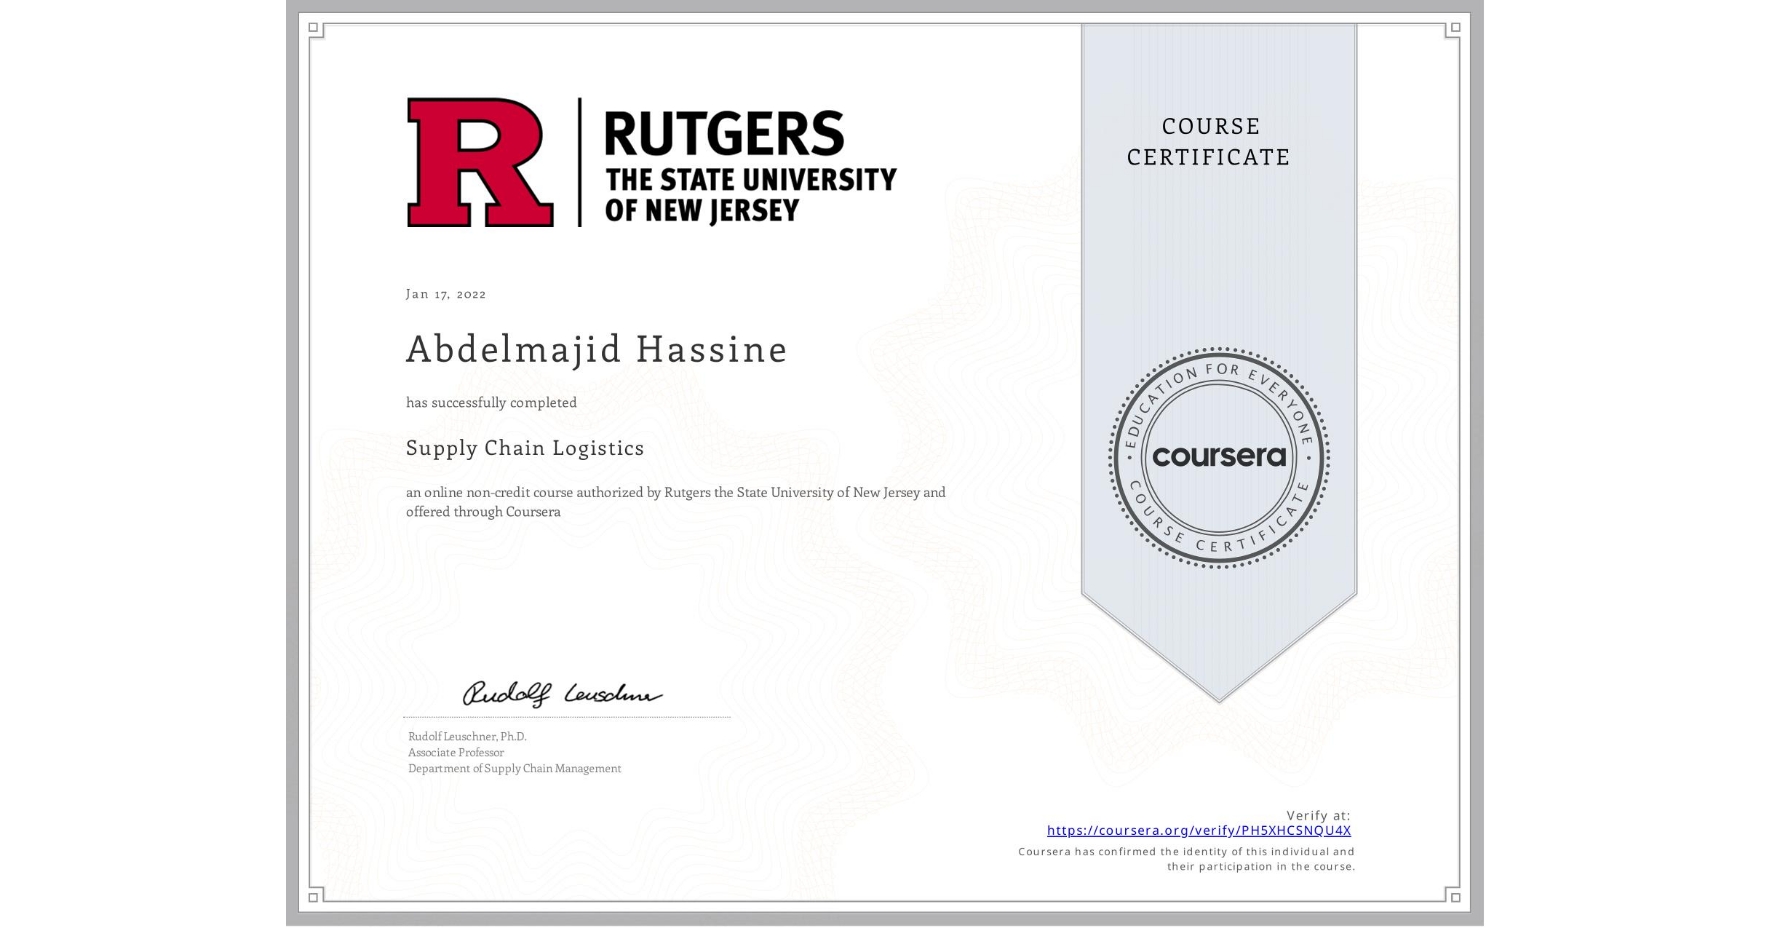 RUTGERS
THE STATE UNIVERSITY
OF NEW JERSEY
COURSE
CERTIFICATE
Jan 17, 2022
Abdelmajid Hassine
has successfully completed
Supply Chain Logistics
an online non-credit course authorized by Rutgers the State University of New Jersey and
offered through Coursera
EDUCATION FOR EVERYONE
coursera
COURSE CERTIFICATE
Rudolf Leuschner
Rudolf Leuschner, Ph.D.
Associate Professor
Department of Supply Chain Management
Verify at:
https://coursera.org/verify/PH5XHCSNQU4X
Coursera has confirmed the identity of this individual and
their participation in the course.